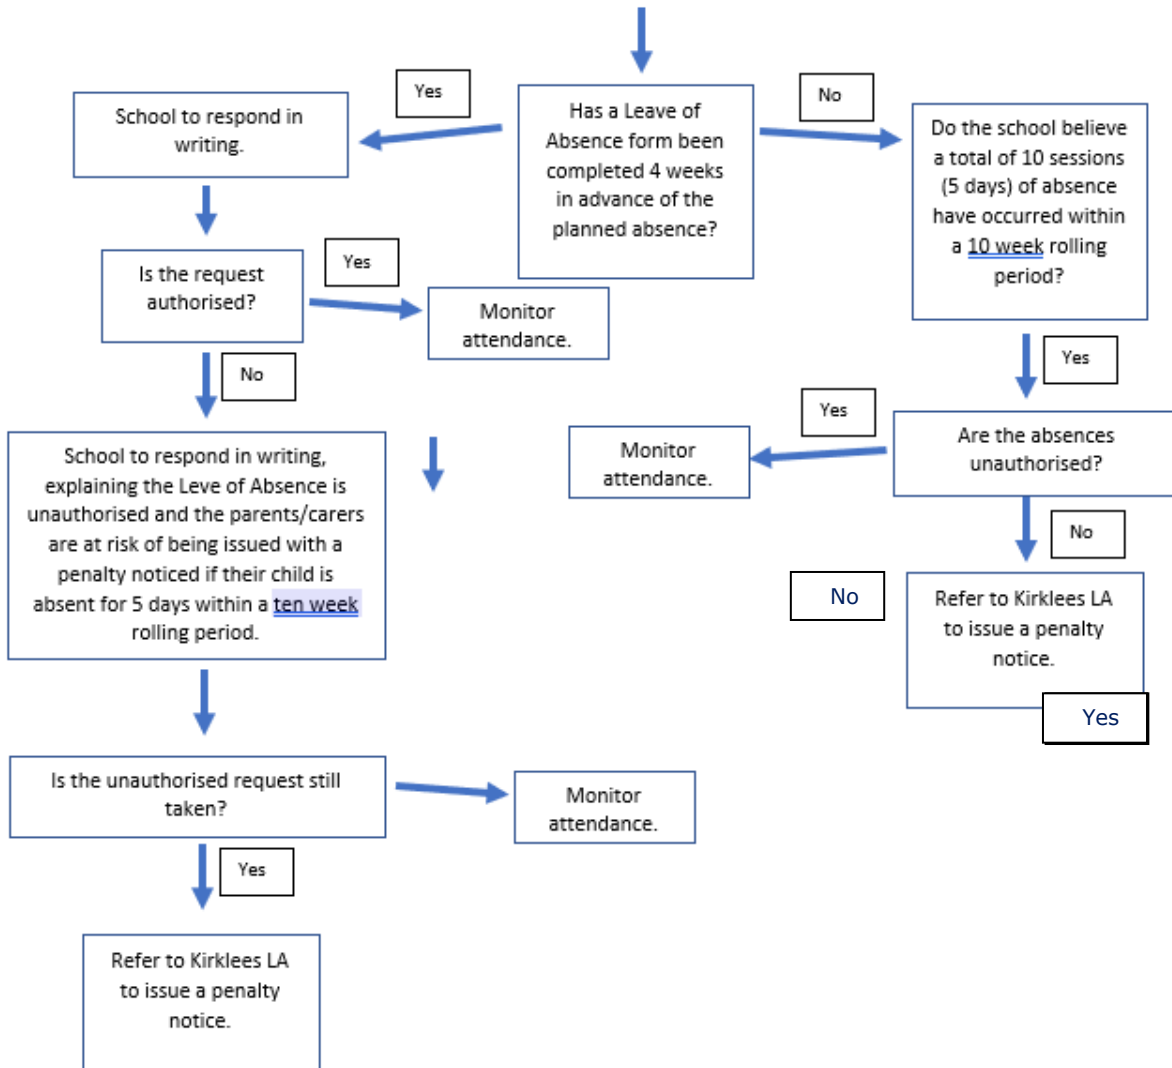 Yes
No
School to respond in
writing.
Has a Leave of
Absence form been
completed 4 weeks
in advance of the
planned absence?
Do the school believe
a total of 10 sessions
(5 days) of absence
have occurred within
a 10 week rolling
period?
Is the request
authorised?
Yes
Monitor
attendance.
No
Yes
Yes
School to respond in writing,
explaining the Leve of Absence is
unauthorised and the parents/carers
are at risk of being issued with a
penalty noticed if their child is
absent for 5 days within a ten week
rolling period.
Monitor
attendance.
Are the absences
unauthorised?
No
No
Refer to Kirklees LA
to issue a penalty
notice.
Yes
Is the unauthorised request still
taken?
Monitor
attendance.
Yes
Refer to Kirklees LA
to issue a penalty
notice.